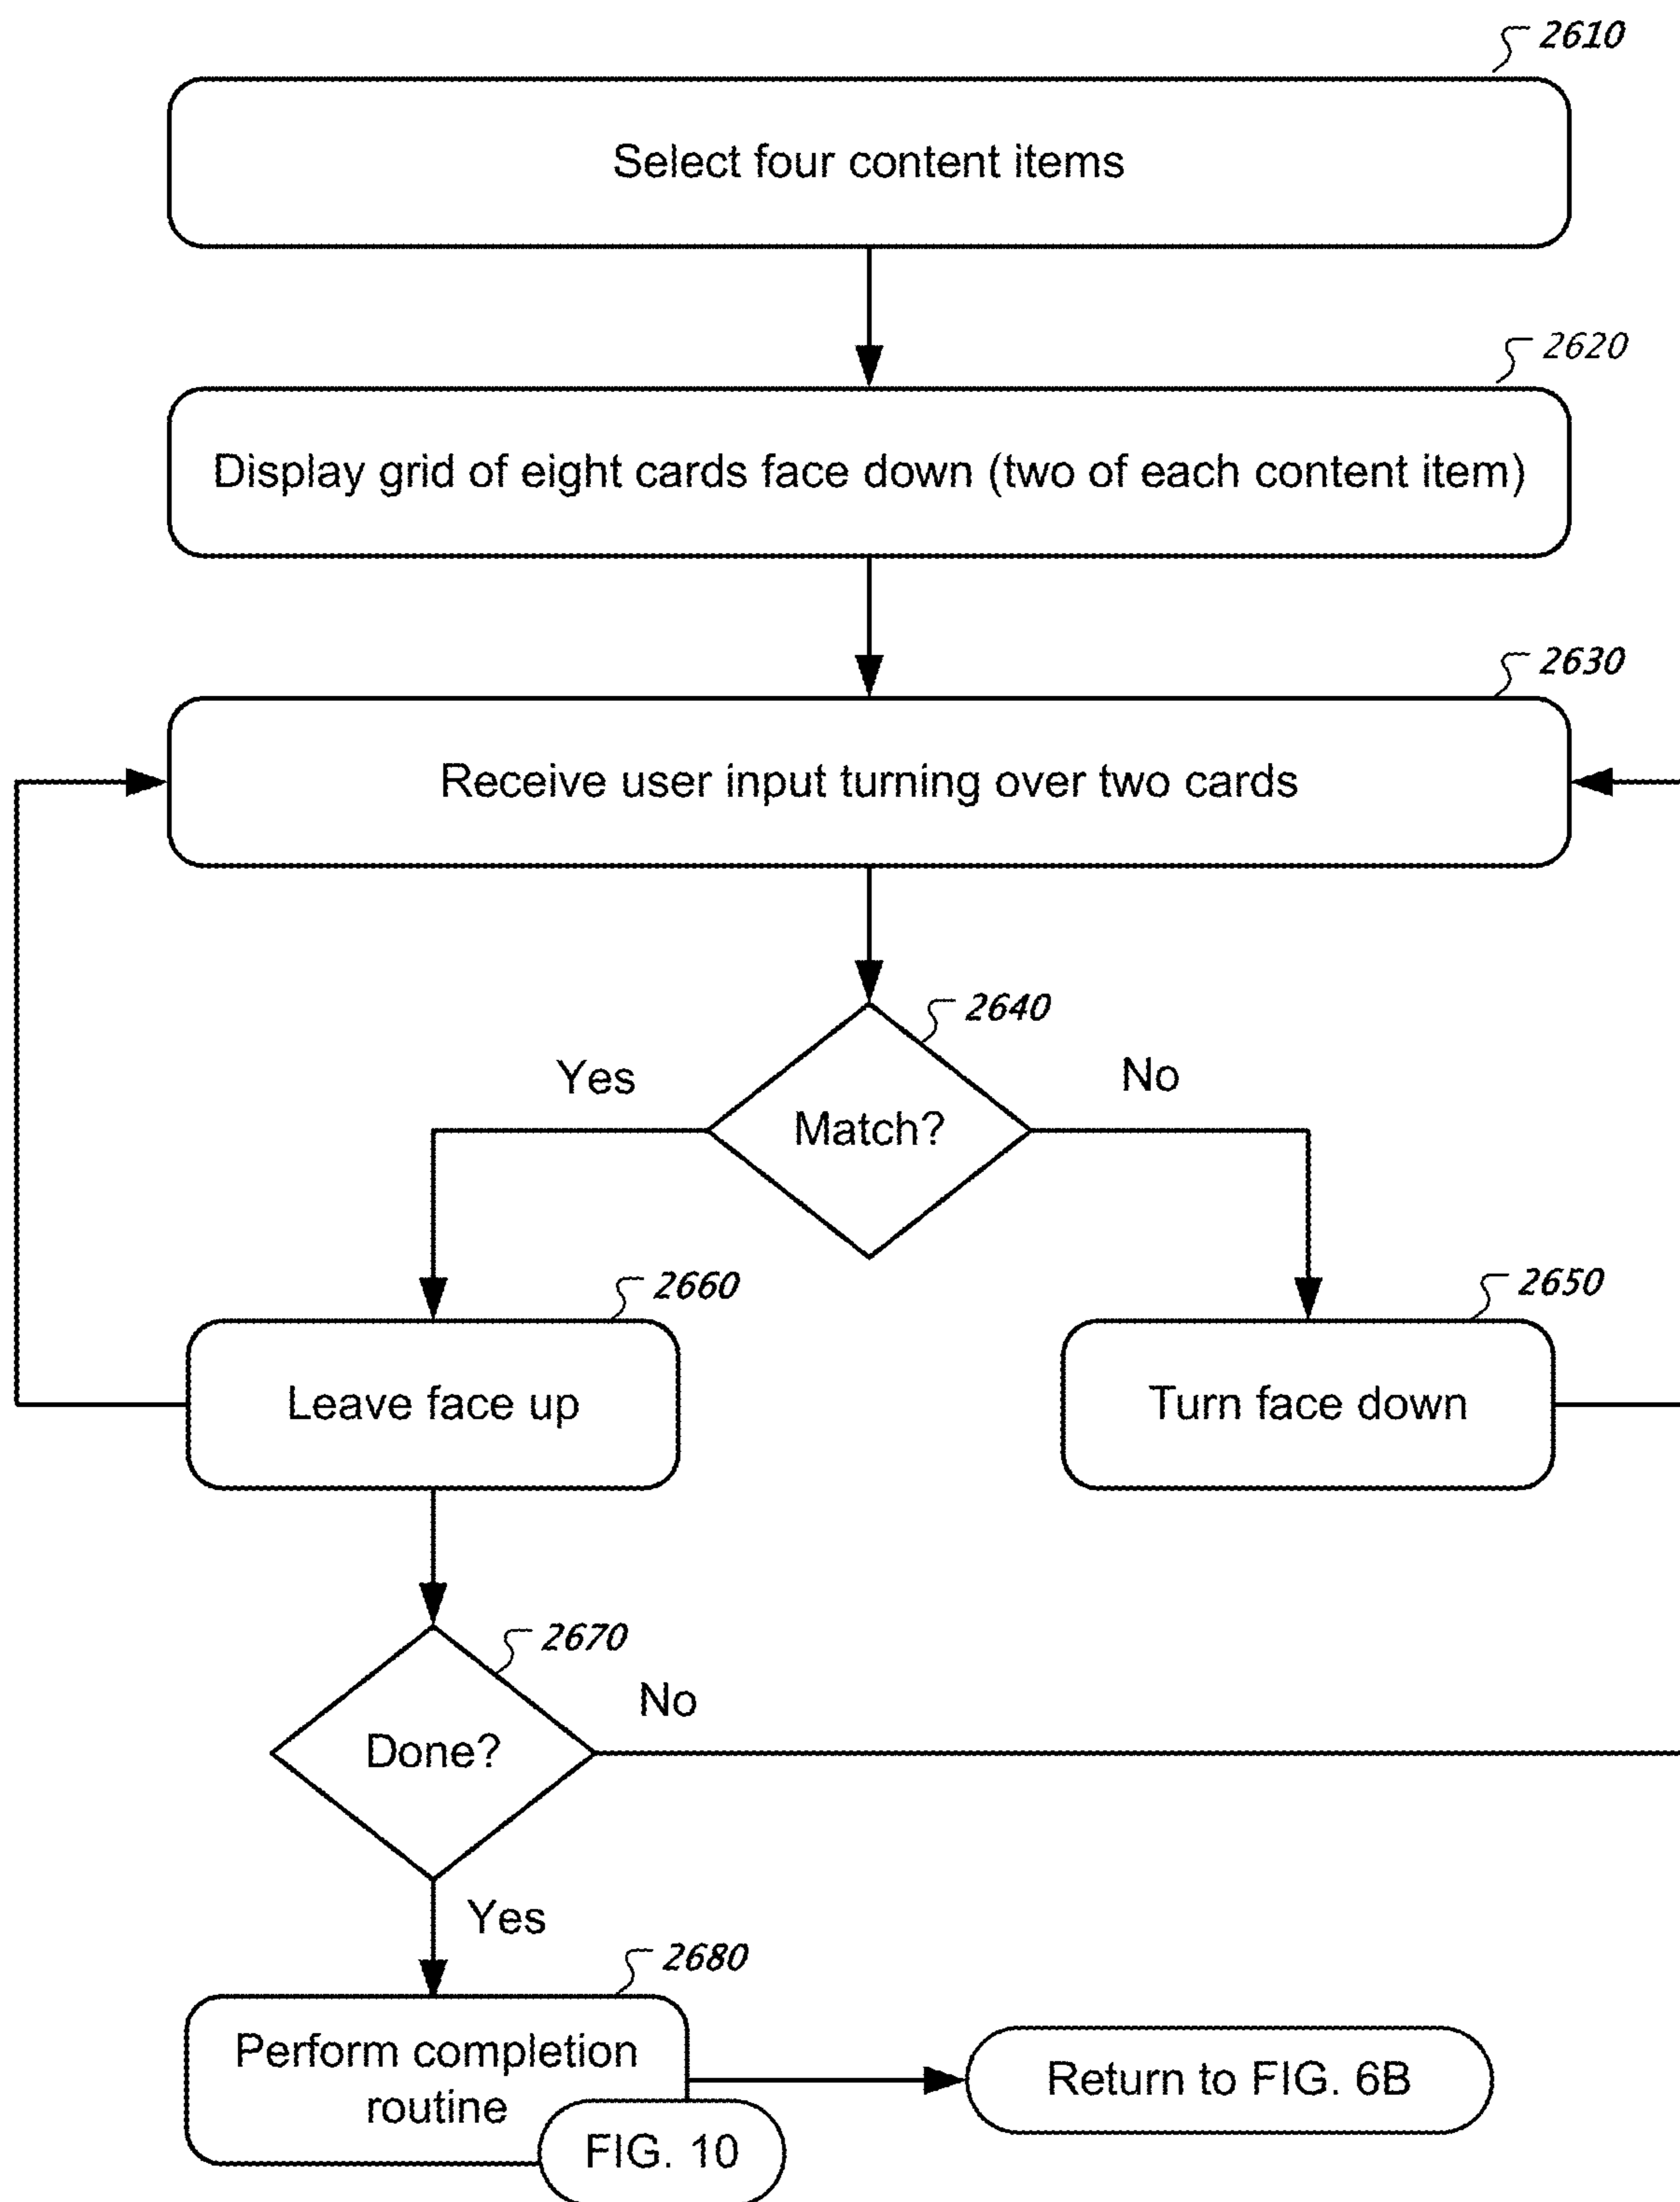 2610
Select four content items
2620
Display grid of eight cards face down (two of each content item)
2630
Receive user input turning over two cards
2640
Yes
No
Match?
2660
2650
Leave face up
Turn face down
2670
No
Done?
Yes
2680
Perform completion
routine
Return to FIG. 6B
FIG. 10